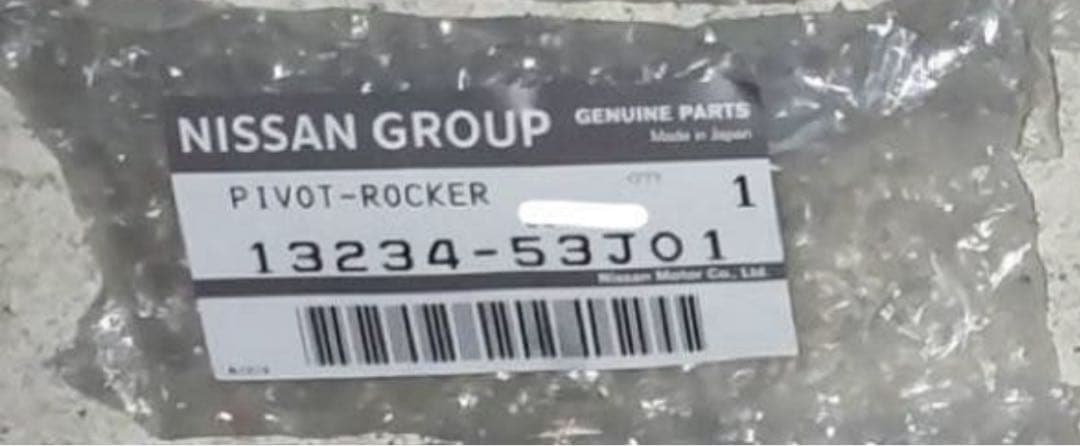 NISSAN GROUP GENUINE PARTS
Made in Japan
PIVOT-ROCKER 1
13234-53J01
Nissan Motor Co., Ltd.